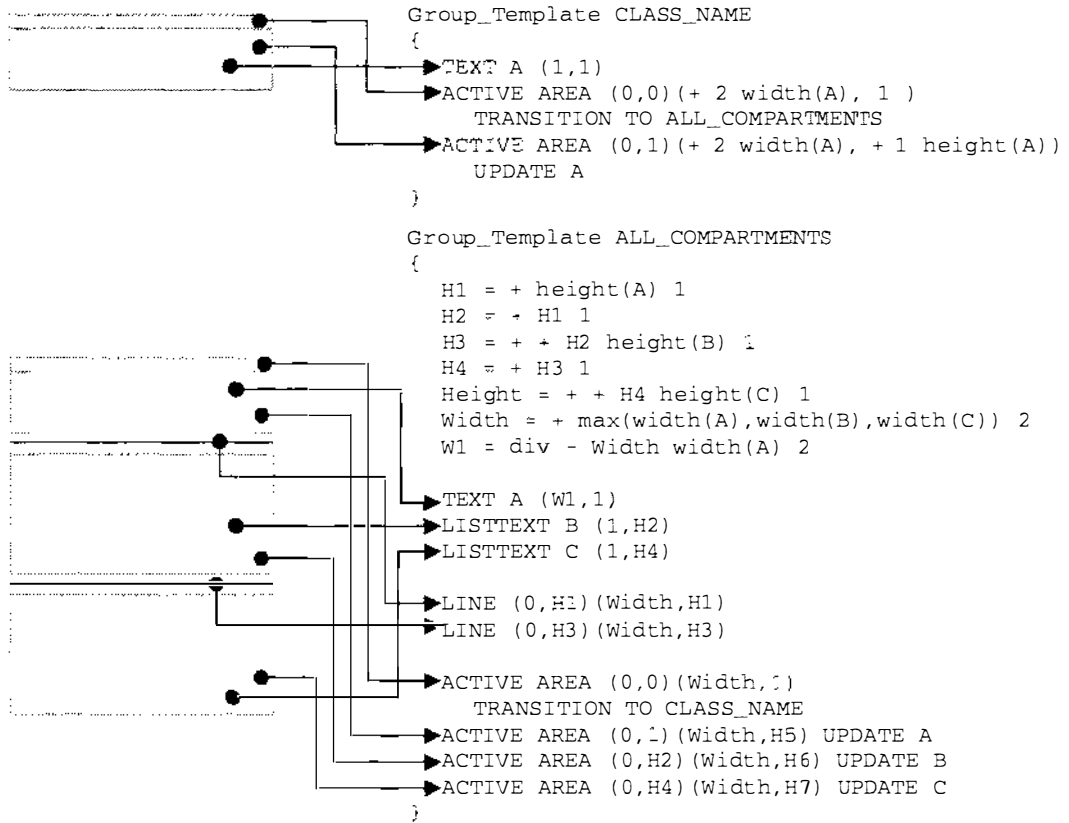 Group_Template CLASS_NAME
{
TEXT A (1,1)
ACTIVE AREA (0,0)(+ 2 width(A), 1 )
TRANSITION TO ALL_COMPARTMENTS
ACTIVE AREA (0,1)(+ 2 width(A), + 1 height(A))
UPDATE A
}
Group_Template ALL_COMPARTMENTS
{
H1 = + height(A) 1
H2 = + H1 1
H3 = + + H2 height(B) 1
H4 = + H3 1
Height = + + H4 height(C) 1
Width = + max(width(A),width(B),width(C)) 2
W1 = div - Width width(A) 2
TEXT A (W1,1)
LISTTEXT B (1,H2)
LISTTEXT C (1,H4)
LINE (0,H1)(Width,H1)
LINE (0,H3)(Width,H3)
ACTIVE AREA (0,0)(Width,1)
TRANSITION TO CLASS_NAME
ACTIVE AREA (0,1)(Width,H5) UPDATE A
ACTIVE AREA (0,H2)(Width,H6) UPDATE B
ACTIVE AREA (0,H4)(Width,H7) UPDATE C
}